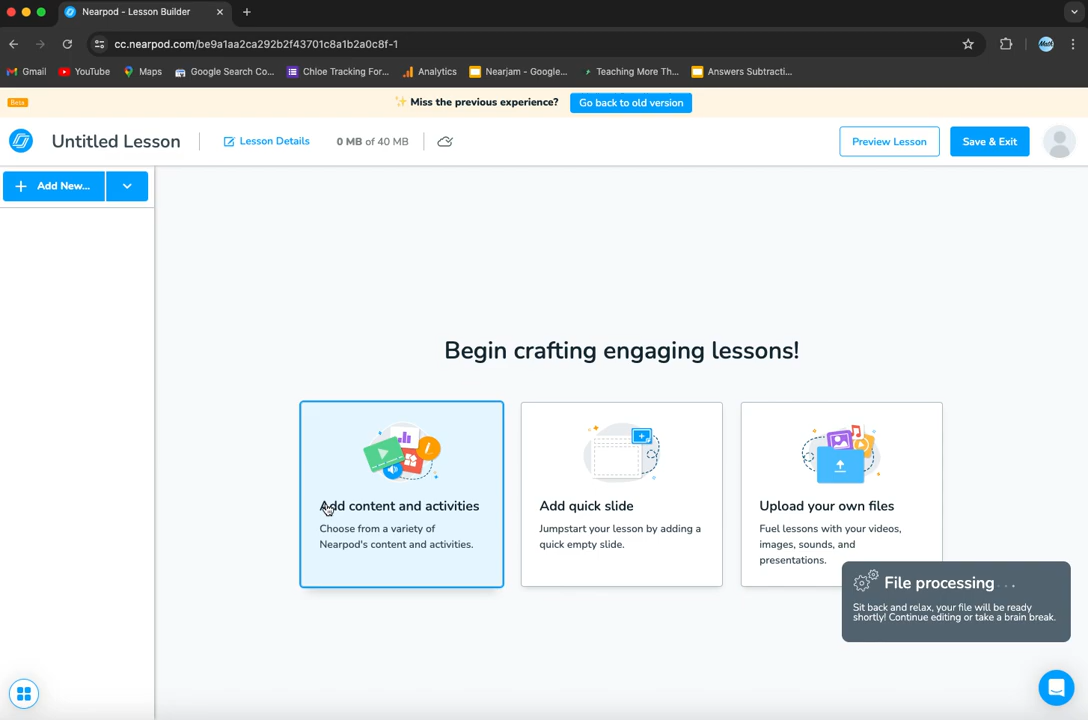 Nearpod - Lesson Builder
cc.nearpod.com/be9a1aa2ca292b2f43701c8a1b2a0c8f-1
Gmail YouTube Maps Google Search Co... Chloe Tracking For... Analytics Nearjam - Google... Teaching More Th... Answers Subtracti...
Beta ✨ Miss the previous experience? Go back to old version
Untitled Lesson Lesson Details 0 MB of 40 MB Preview Lesson Save & Exit
+ Add New...
Begin crafting engaging lessons!
Add content and activities
Choose from a variety of
Nearpod's content and activities.
Add quick slide
Jumpstart your lesson by adding a
quick empty slide.
Upload your own files
Fuel lessons with your videos,
images, sounds, and
presentations.
File processing...
Sit back and relax, your file will be ready
shortly! Continue editing or take a brain break.